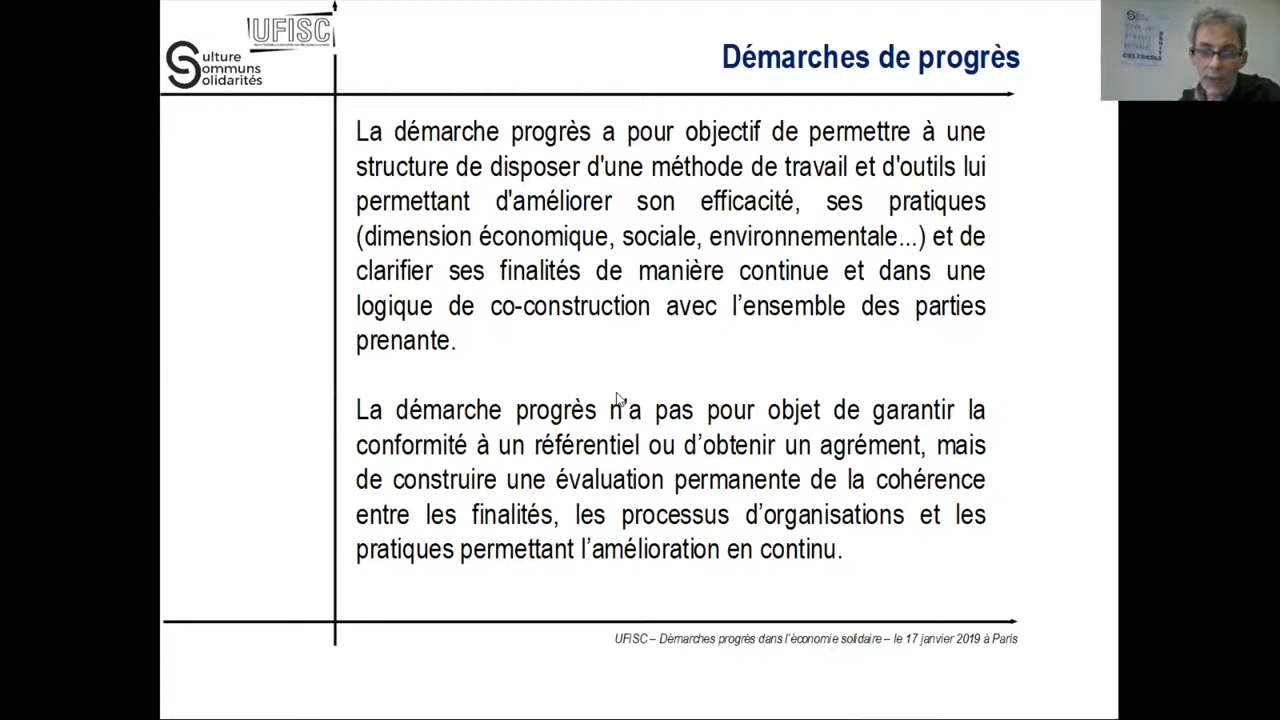 UFISC
Culture
Communs
Solidarités
Démarches de progrès
La démarche progrès a pour objectif de permettre à une
structure de disposer d'une méthode de travail et d'outils lui
permettant d'améliorer son efficacité, ses pratiques
(dimension économique, sociale, environnementale...) et de
clarifier ses finalités de manière continue et dans une
logique de co-construction avec l’ensemble des parties
prenante.
La démarche progrès n'a pas pour objet de garantir la
conformité à un référentiel ou d’obtenir un agrément, mais
de construire une évaluation permanente de la cohérence
entre les finalités, les processus d’organisations et les
pratiques permettant l’amélioration en continu.
UFISC – Démarches progrès dans l’économie solidaire – le 17 janvier 2019 à Paris